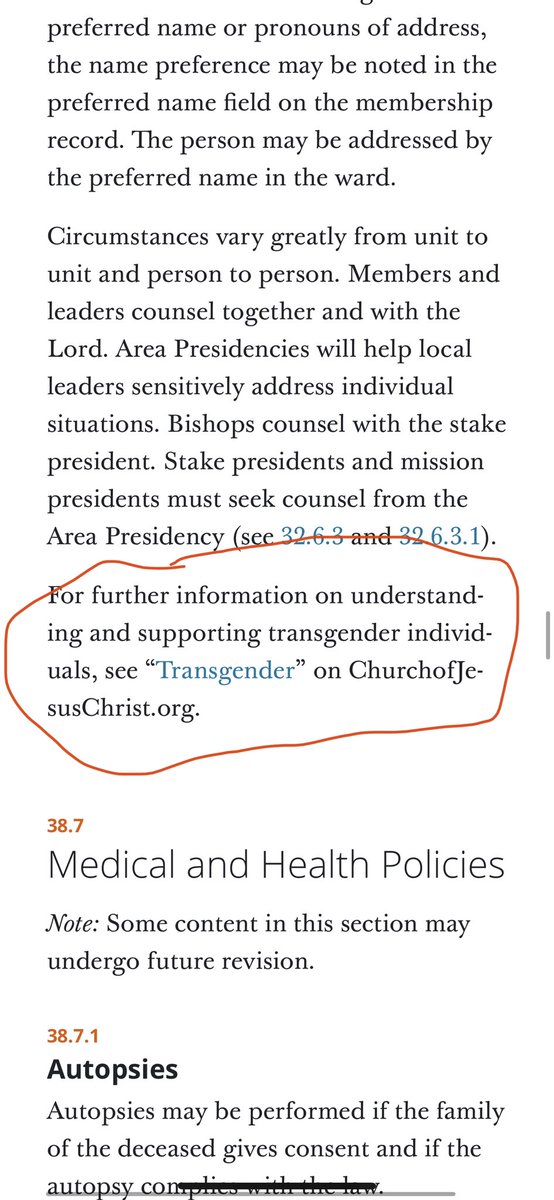 preferred name or pronouns of address,
the name preference may be noted in the
preferred name field on the membership
record. The person may be addressed by
the preferred name in the ward.
Circumstances vary greatly from unit to
unit and person to person. Members and
leaders counsel together and with the
Lord. Area Presidencies will help local
leaders sensitively address individual
situations. Bishops counsel with the stake
president. Stake presidents and mission
presidents must seek counsel from the
Area Presidency (see 32.6.3 and 32.6.3.1).
For further information on understand-
ing and supporting transgender individ-
uals, see “Transgender” on ChurchofJe-
susChrist.org.
38.7
Medical and Health Policies
Note: Some content in this section may
undergo future revision.
38.7.1
Autopsies
Autopsies may be performed if the family
of the deceased gives consent and if the
autopsy complies with the law.